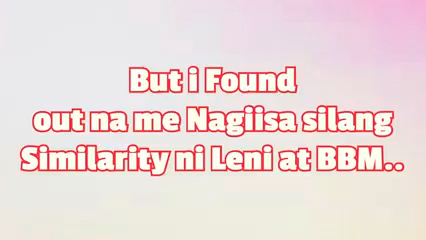 But i Found
out na me Nagiisa silang
Similarity ni Leni at BBM..